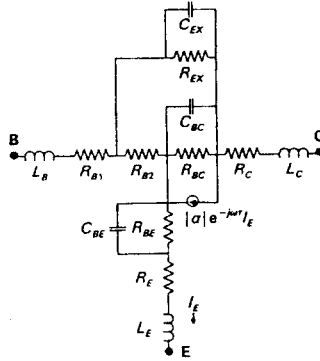 C_EX
R_EX
C_BC
B
C
L_B
R_B1
R_B2
R_BC
R_C
L_C
C_BE
R_BE
|α| e^-jωτ I_E
R_E
I_E
L_E
E